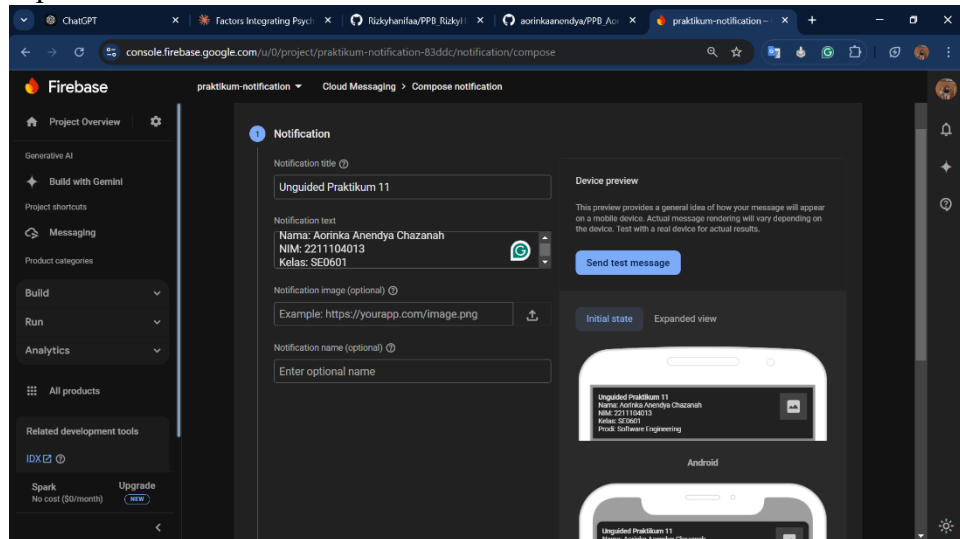 ChatGPT
Factors Integrating Psych
Rizkyhanifaa/PPB_RizkyH
aorinkaanendya/PPB_Aor
praktikum-notification –
console.firebase.google.com/u/0/project/praktikum-notification-83ddc/notification/compose
Firebase
praktikum-notification
Cloud Messaging > Compose notification
Project Overview
Generative AI
Build with Gemini
Project shortcuts
Messaging
Product categories
Build
Run
Analytics
All products
Related development tools
IDX
Spark
No cost ($0/month)
Upgrade
NEW
1 Notification
Notification title
Unguided Praktikum 11
Notification text
Nama: Aorinka Anendya Chazanah
NIM: 2211104013
Kelas: SE0601
Notification image (optional)
Example: https://yourapp.com/image.png
Notification name (optional)
Enter optional name
Device preview
This preview provides a general idea of how your message will appear
on a mobile device. Actual message rendering will vary depending on
the device. Test with a real device for actual results.
Send test message
Initial state
Expanded view
Unguided Praktikum 11
Nama: Aorinka Anendya Chazanah
NIM: 2211104013
Kelas: SE0601
Prodi: Software Engineering
Android
Unguided Praktikum 11